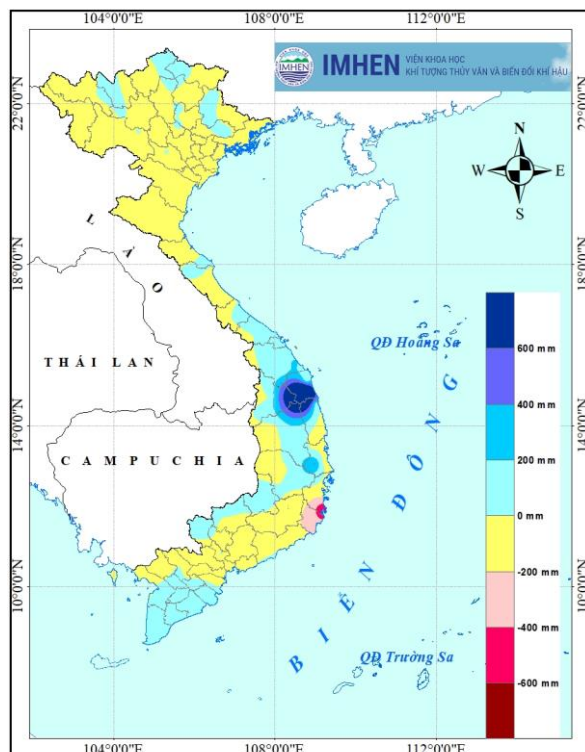 104°0'0"E 108°0'0"E 112°0'0"E
IMHEN VIỆN KHOA HỌC
KHÍ TƯỢNG THỦY VĂN VÀ BIẾN ĐỔI KHÍ HẬU
22°0'0"N
22°0'0"N
N
W E
S
18°0'0"N
18°0'0"N
LÀO
THÁI LAN
CAMPUCHIA
QĐ Hoàng Sa
BIỂN ĐÔNG
QĐ Trường Sa
14°0'0"N
14°0'0"N
10°0'0"N
10°0'0"N
600 mm
400 mm
200 mm
0 mm
-200 mm
-400 mm
-600 mm
104°0'0"E 108°0'0"E 112°0'0"E